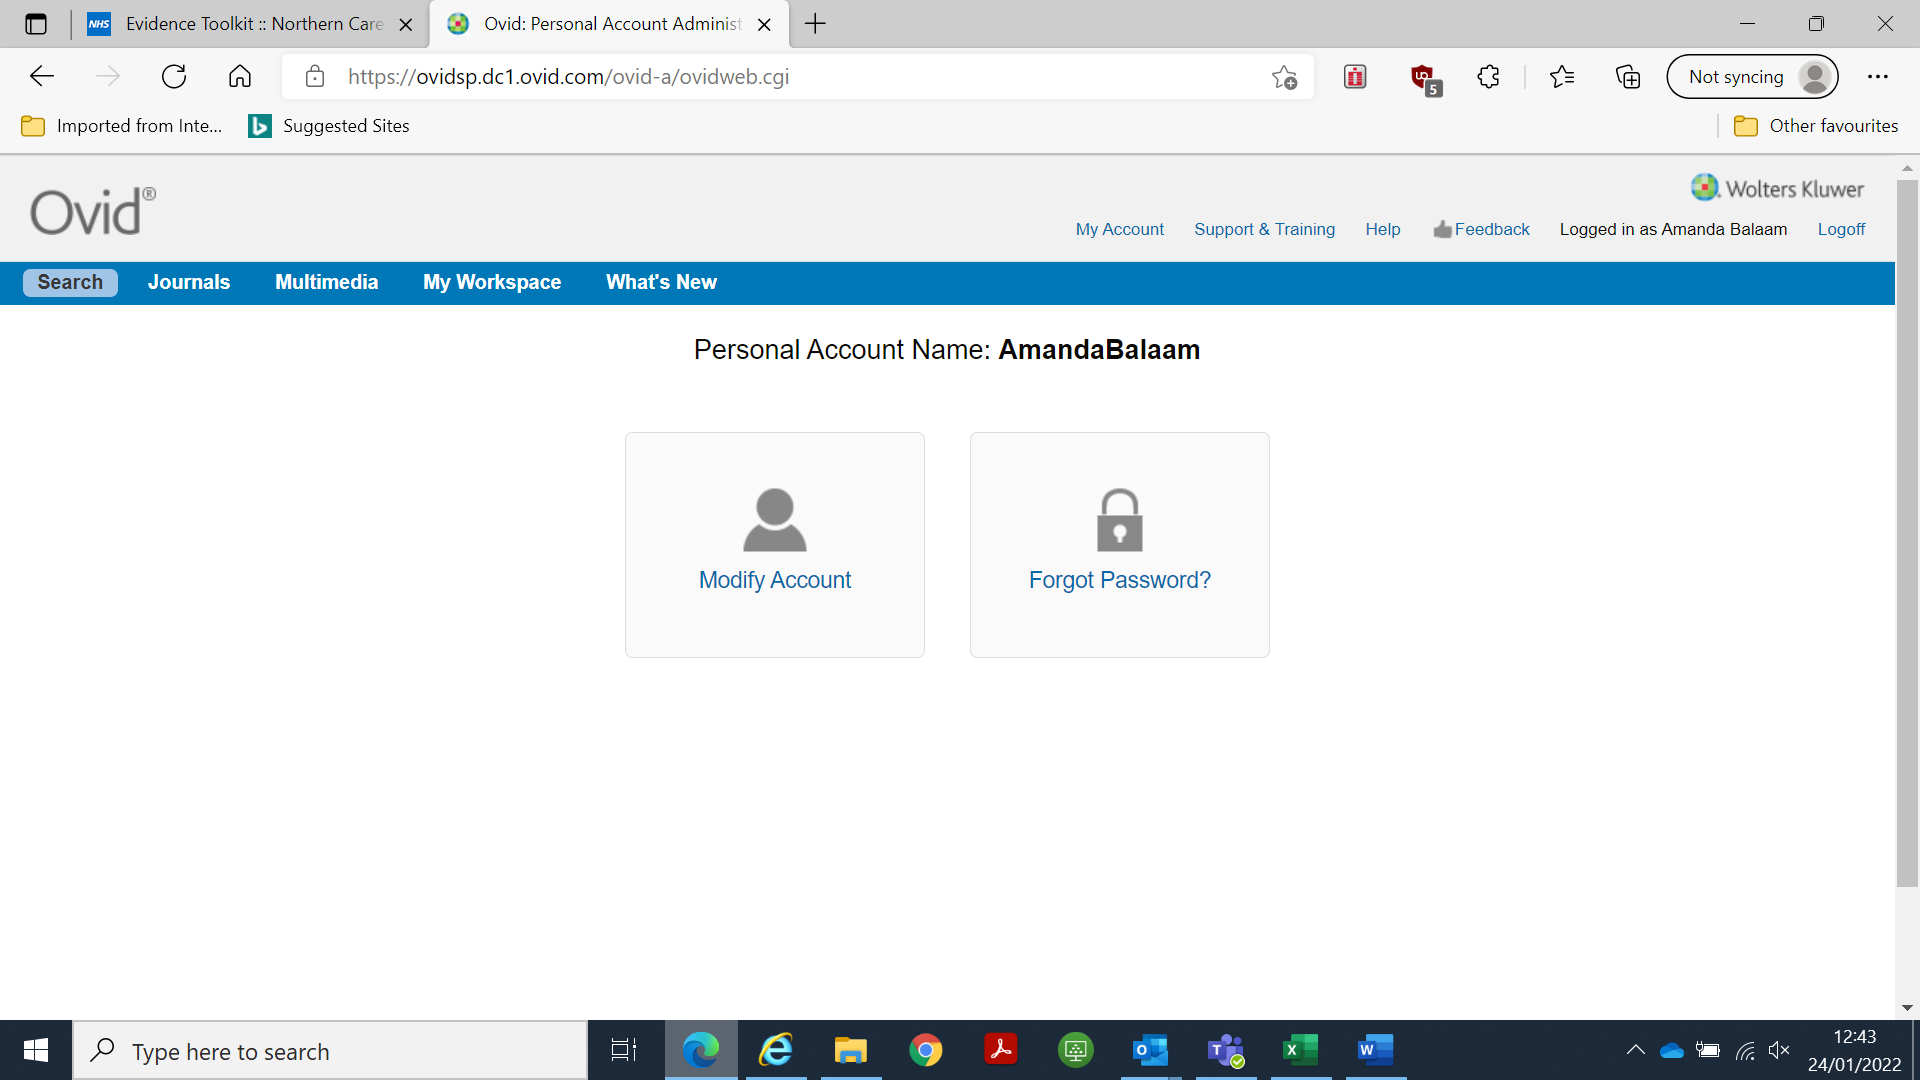 NHS Evidence Toolkit :: Northern Care
Ovid: Personal Account Administ
https://ovidsp.dc1.ovid.com/ovid-a/ovidweb.cgi
5
Not syncing
Imported from Inte...
Suggested Sites
Other favourites
Ovid®
Wolters Kluwer
My Account
Support & Training
Help
Feedback
Logged in as Amanda Balaam
Logoff
Search
Journals
Multimedia
My Workspace
What's New
Personal Account Name: AmandaBalaam
Modify Account
Forgot Password?
Type here to search
12:43
24/01/2022